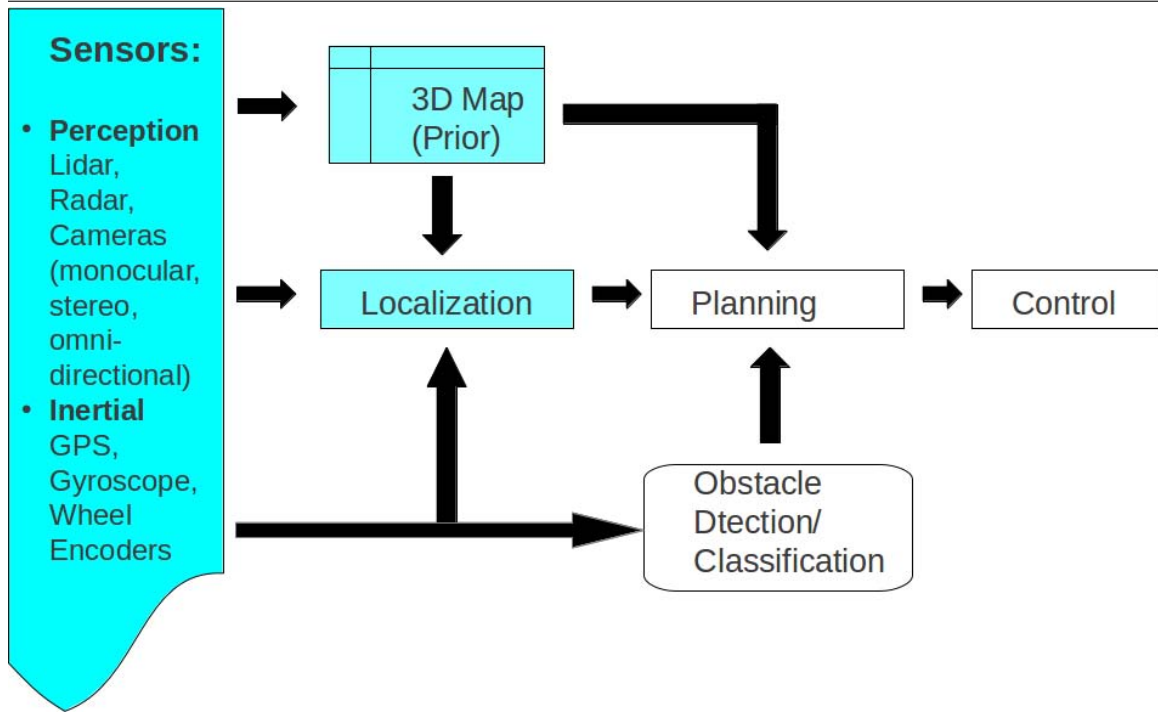 Sensors:
• Perception
Lidar,
Radar,
Cameras
(monocular,
stereo,
omni-
directional)
• Inertial
GPS,
Gyroscope,
Wheel
Encoders
3D Map
(Prior)
Localization
Planning
Control
Obstacle
Dtection/
Classification